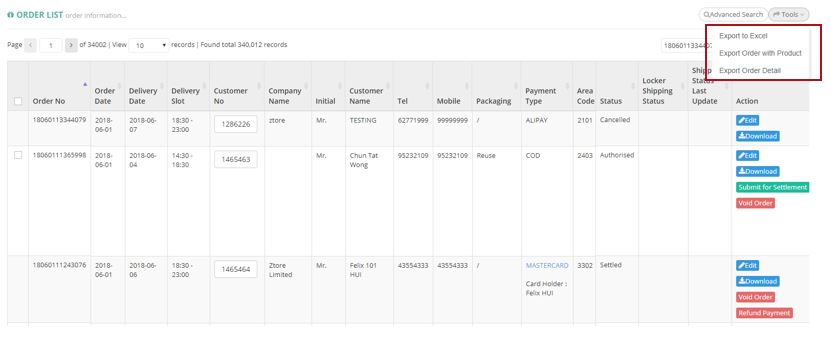 ORDER LIST order information...
Advanced Search Tools
Export to Excel
Export Order with Product
Export Order Detail
Page < 1 > of 34002 | View 10 records | Found total 340,012 records
Order No
Order Date
Delivery Date
Delivery Slot
Customer No
Company Name
Initial
Customer Name
Tel
Mobile
Packaging
Payment Type
Area Code
Status
Locker Shipping Status
Status Last Update
Action
18060113344079 2018-06-01 2018-06-07 18:30 - 23:00 1286226 ztore Mr. TESTING 62771999 99999999 / ALIPAY 2101 Cancelled
Edit
Download
18060111365998 2018-06-01 2018-06-04 14:30 - 18:30 1465463 Mr. Chun Tat Wong 95232109 95232109 Reuse COD 2403 Authorised
Edit
Download
Submit for Settlement
Void Order
18060111243076 2018-06-01 2018-06-06 18:30 - 23:00 1465464 Ztore Limited Mr. Felix 101 HUI 43554333 43554333 / MASTERCARD 3302 Settled
Card Holder : Felix HUI
Edit
Download
Void Order
Refund Payment